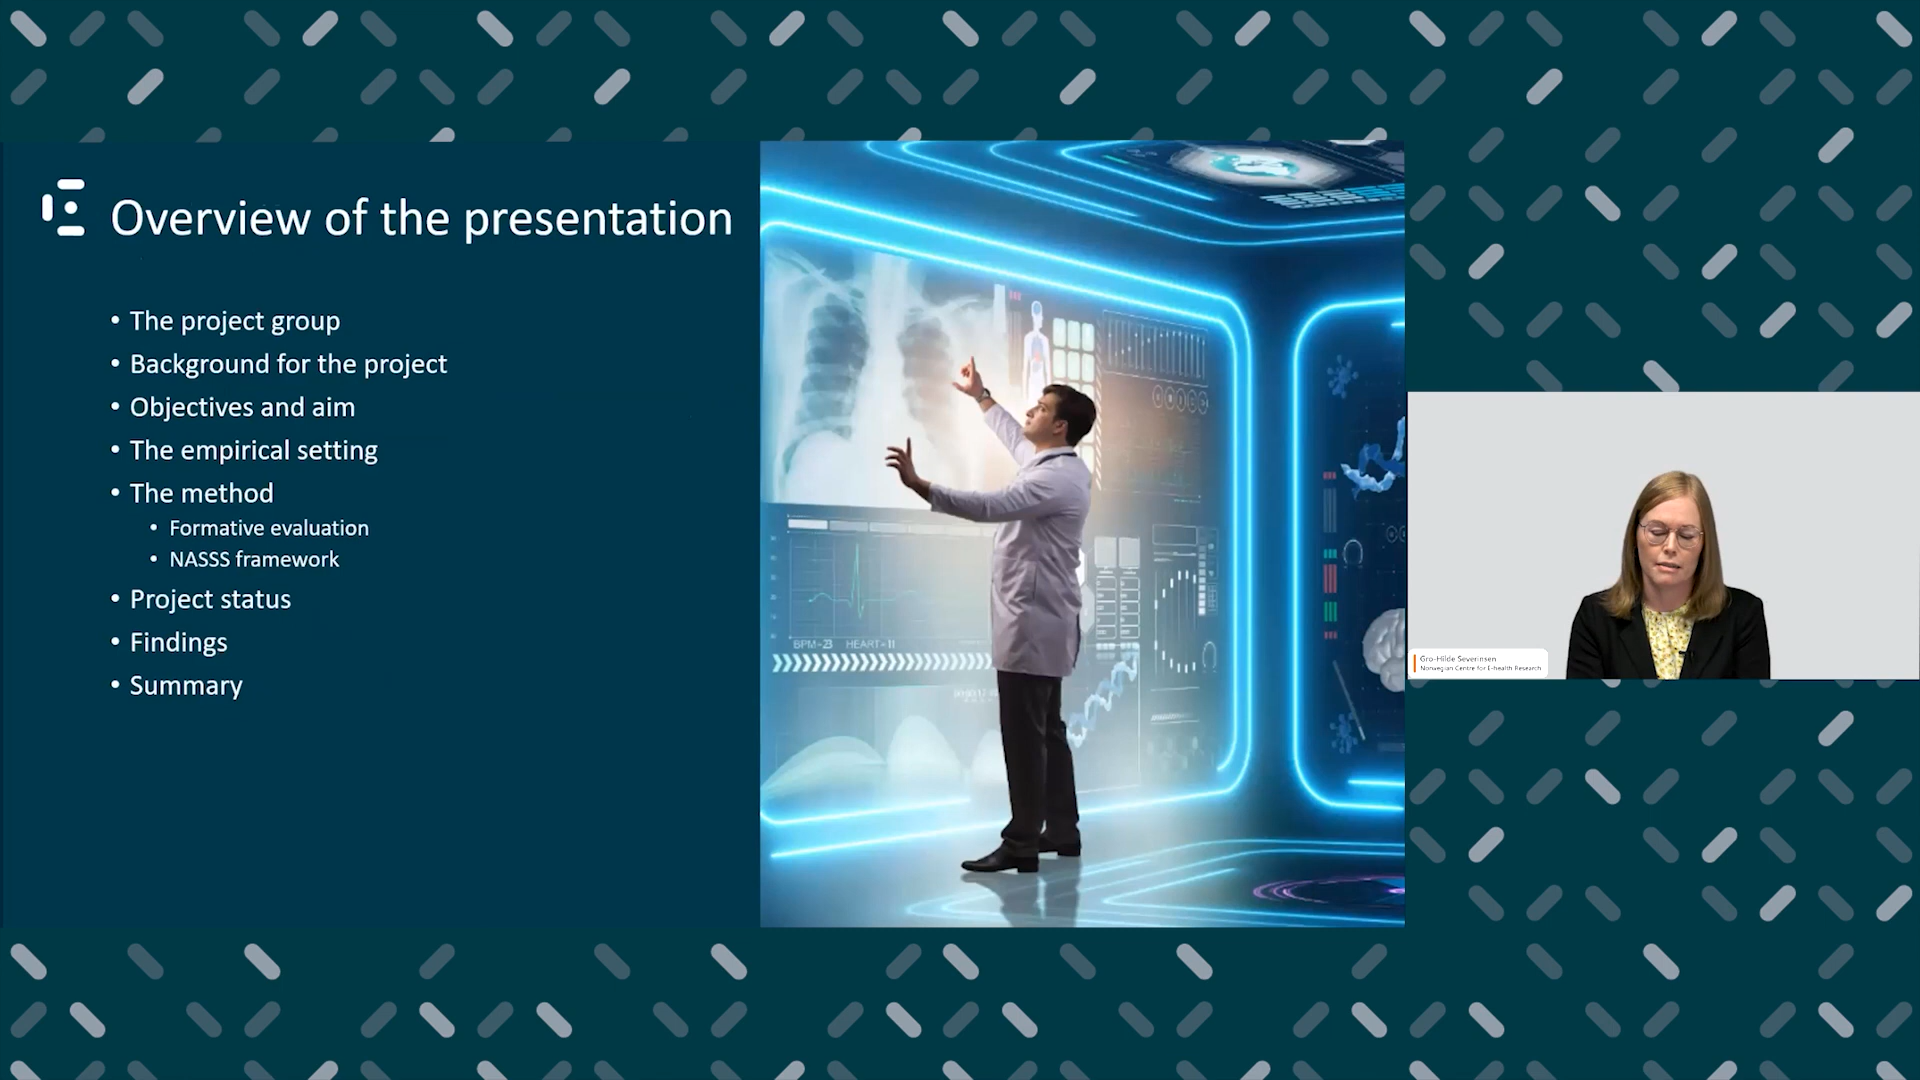 Overview of the presentation
• The project group
• Background for the project
• Objectives and aim
• The empirical setting
• The method
• Formative evaluation
• NASSS framework
• Project status
• Findings
• Summary
BPM-23 HEART-11
Gro-Hilde Severinsen
Norwegian Centre for E-health Research